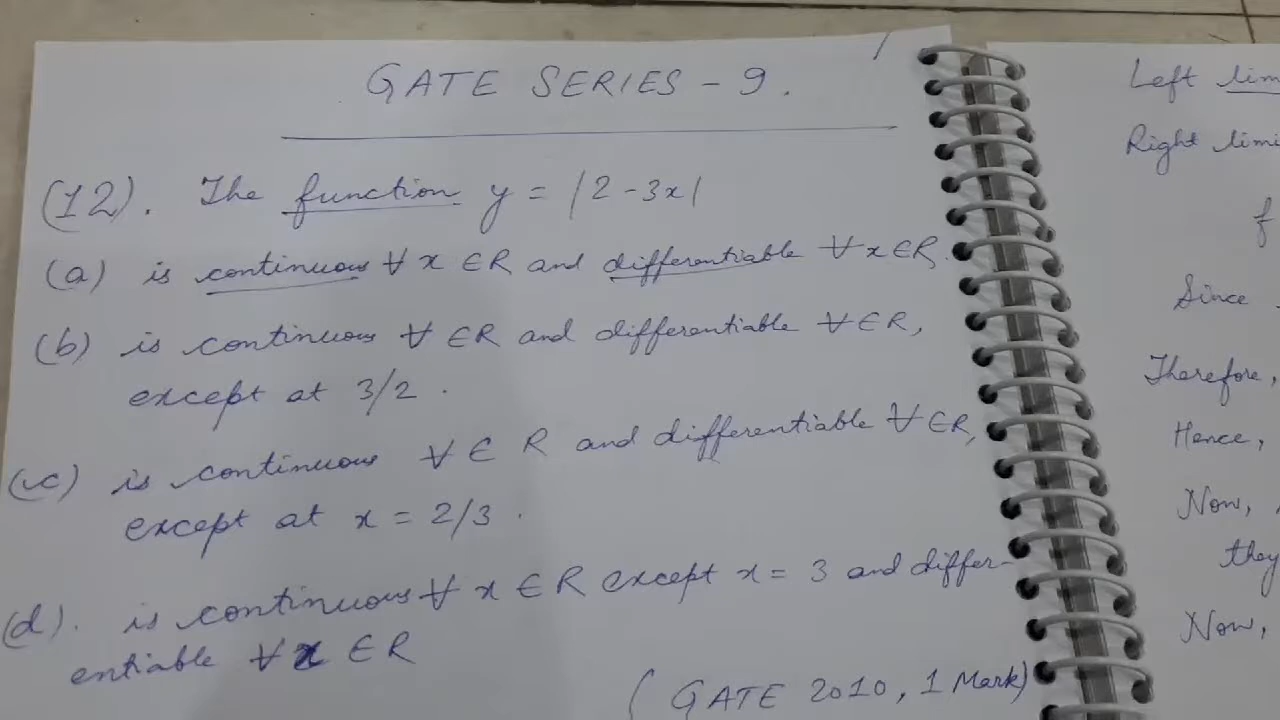 GATE SERIES - 9.
(12). The function y = |2-3x|
(a) is continuous ∀ x ∈R and differentiable ∀ x ∈R.
(b) is continuous ∀ ∈R and differentiable ∀ ∈R,
except at 3/2.
(c) is continuous ∀ ∈ R and differentiable ∀ ∈R,
except at x = 2/3.
(d). is continuous ∀ x ∈ R except x = 3 and differ-
entiable ∀ x ∈ R
(GATE 2010, 1 Mark)
Left
Right
f
Since
Therefore,
Hence,
Now,
they
Now,